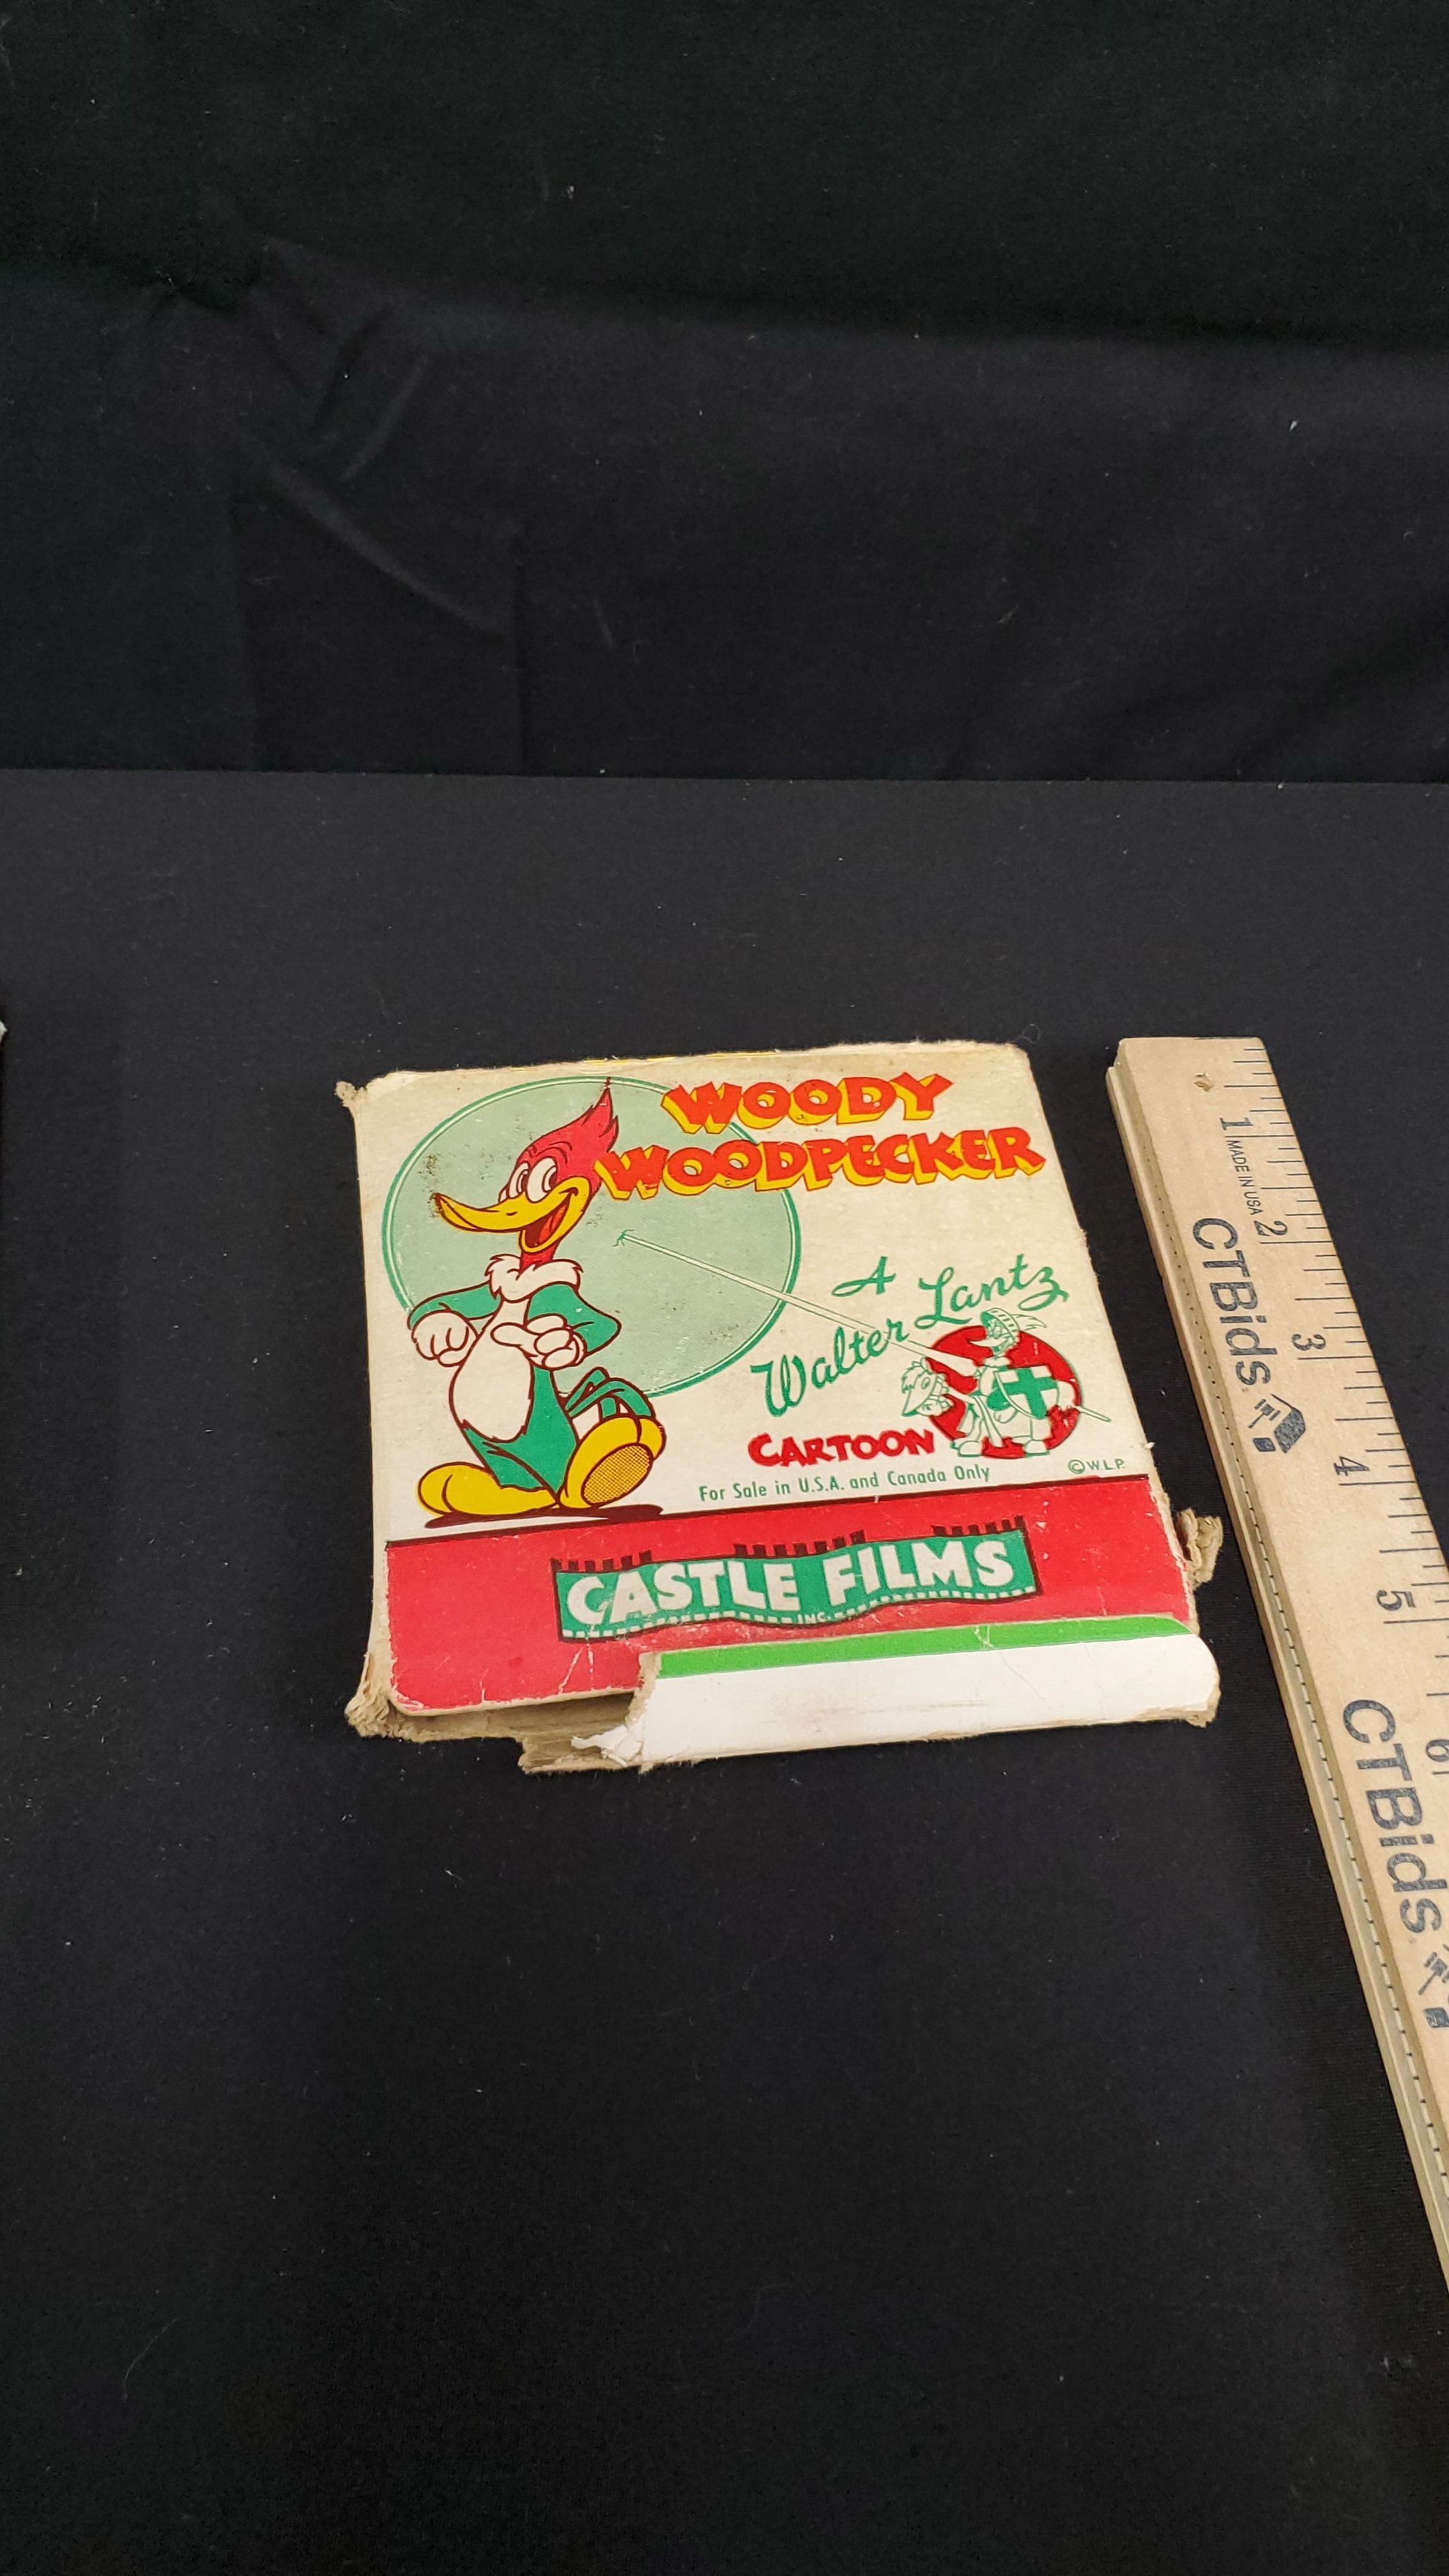 WOODY
WOODPECKER
A
Walter Lantz
CARTOON
For Sale in U.S.A. and Canada Only
©W.L.P.
CASTLE FILMS
INC.
1
MADE IN USA
2
CTBids
3
4
5
CTBids
6